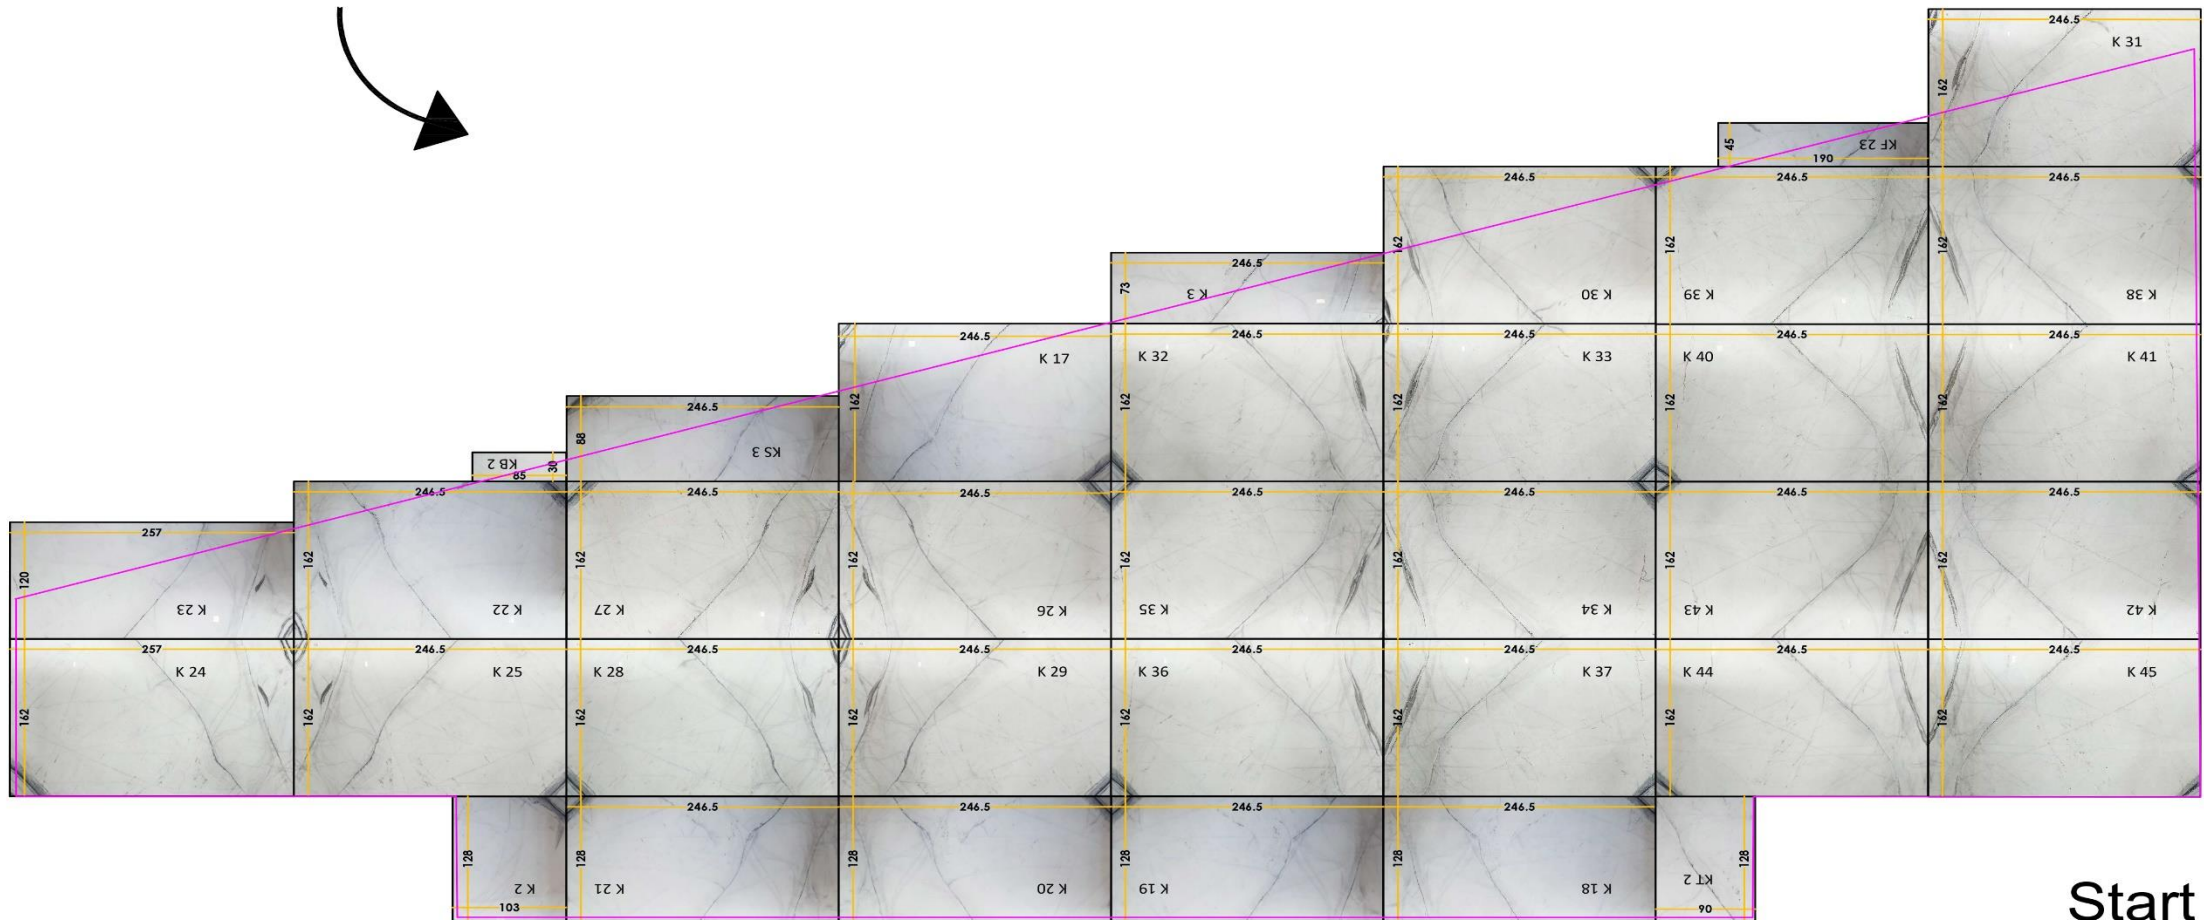 246.5
K 31
162
45
KF 23
190
246.5
246.5
246.5
162
K 30
162
K 39
162
K 38
246.5
73
K 3
246.5
K 17
162
246.5
K 32
162
246.5
K 33
162
246.5
K 40
162
246.5
K 41
162
246.5
88
KS 3
KB 2
85
30
257
120
K 23
246.5
162
K 22
246.5
K 27
162
246.5
162
K 26
246.5
K 35
162
246.5
162
K 34
246.5
K 43
162
246.5
162
K 42
257
K 24
162
246.5
K 25
162
K 28
246.5
162
246.5
K 29
162
K 36
246.5
162
246.5
K 37
162
K 44
246.5
162
246.5
K 45
162
128
K 2
103
246.5
128
K 21
246.5
128
K 20
246.5
128
K 19
246.5
128
K 18
KT 2
128
90
Start